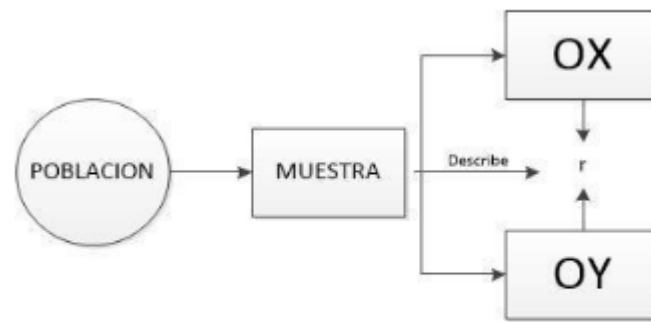 OX
POBLACION
MUESTRA
Describe
r
OY